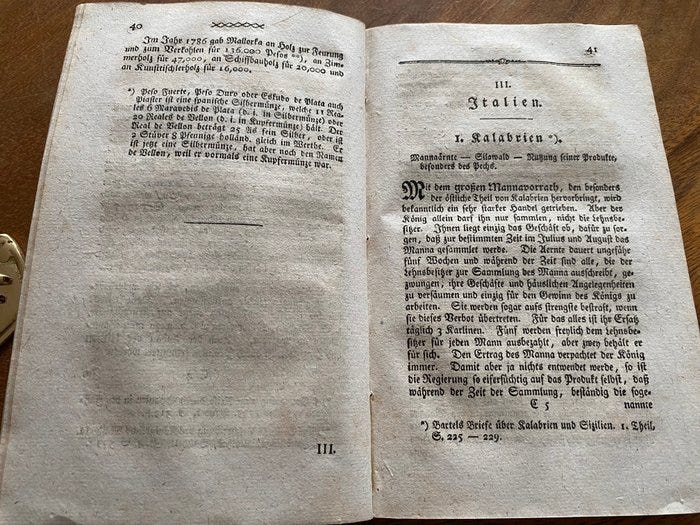 40
Im Jahr 1786 gab Mallorka an Holz zur Feurung
und zum Verkohlen für 136,000 Pesos *), an Zim-
merholz für 47,000, an Schiffbauholz für 20,000 und
an Kunsttischlerholz für 16,000.
*) Peso Fuerte, Peso Duro oder Eskudo de Plata auch
Piaster ist eine spanische Silbermünze, welche 11 Rea-
les 6 Maravedis de Plata (d. i. in Silbermünze) oder
20 Reales de Vellon (d. i. in Kupfermünze) hält. Der
Real de Vellon beträgt 25 As fein Silber, oder ist
2 Stüber 8 Pfennige holländ. gleich im Werthe. Er
ist jetzt eine Silbermünze, hat aber noch den Namen
de Vellon, weil er vormals eine Kupfermünze war.
III.
41
III.
Italien.
1. Kalabrien *).
Mannaärnte — Silawald — Nutzung seiner Produkte,
besonders des Pechs.
Mit dem großen Mannavorrath, den besonders
der östliche Theil von Kalabrien hervorbringt, wird
bekanntlich ein sehr starker Handel getrieben. Aber der
König allein darf ihn nur sammlen, nicht die Lehnsbe-
sitzer. Ihnen liegt einzig das Geschäft ob, dafür zu sor-
gen, daß zur bestimmten Zeit im Julius und August das
Manna gesammlet werde. Die Aernte dauert ungefähr
fünf Wochen und während der Zeit sind alle, die der
Lehnsbesitzer zur Sammlung des Manna ausschreibt, ge-
zwungen, ihre Geschäfte und häuslichen Angelegenheiten
zu versäumen und einzig für den Gewinn des Königs zu
arbeiten. Sie werden sogar aufs strengste bestraft, wenn
sie dieses Verbot übertreten. Für das alles ist ihr Ersatz
täglich 3 Karlinen. Fünf werden freylich dem Lehnsbe-
sitzer für jeden Mann ausbezahlt, aber zwey behält er
für sich. Den Ertrag des Manna verpachtet der König
immer. Damit aber ja nichts entwendet werde, so ist
die Regierung so eifersüchtig auf das Produkt selbst, daß
während der Zeit der Sammlung, beständig die soge-
C 5 nannte
*) Bartels Briefe über Kalabrien und Sizilien. 1. Theil,
S. 225 — 229.